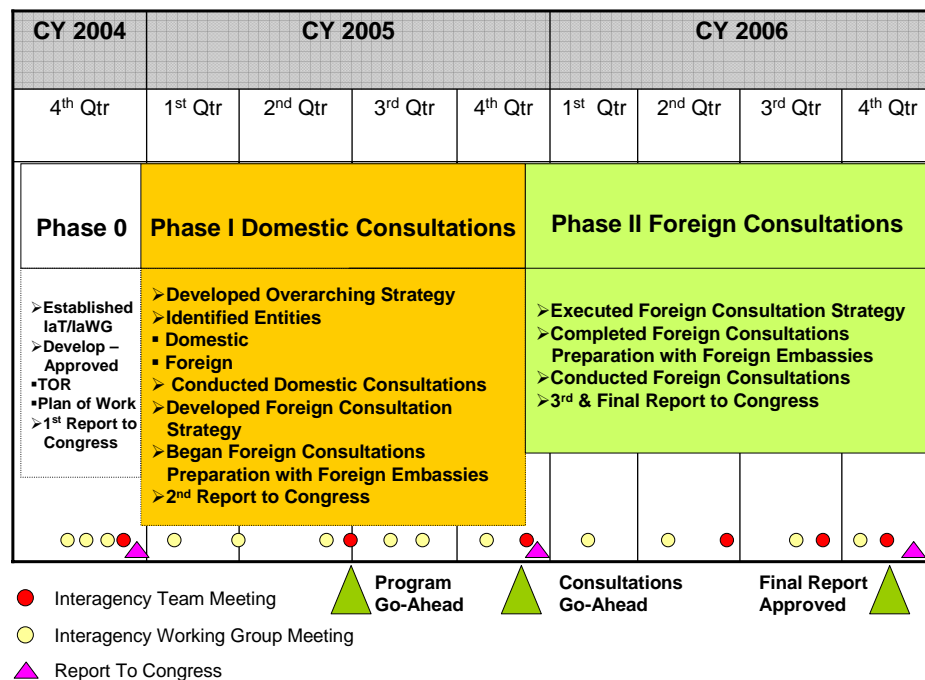 CY 2004 CY 2005 CY 2006
4th Qtr 1st Qtr 2nd Qtr 3rd Qtr 4th Qtr 1st Qtr 2nd Qtr 3rd Qtr 4th Qtr
Phase 0
➢Established
IaT/IaWG
➢Develop –
Approved
▪TOR
▪Plan of Work
➢1st Report to
Congress
Phase I Domestic Consultations
➢Developed Overarching Strategy
➢Identified Entities
▪ Domestic
▪ Foreign
➢ Conducted Domestic Consultations
➢Developed Foreign Consultation
Strategy
➢Began Foreign Consultations
Preparation with Foreign Embassies
➢2nd Report to Congress
Phase II Foreign Consultations
➢Executed Foreign Consultation Strategy
➢Completed Foreign Consultations
Preparation with Foreign Embassies
➢Conducted Foreign Consultations
➢3rd & Final Report to Congress
Program
Go-Ahead
Consultations
Go-Ahead
Final Report
Approved
Interagency Team Meeting
Interagency Working Group Meeting
Report To Congress